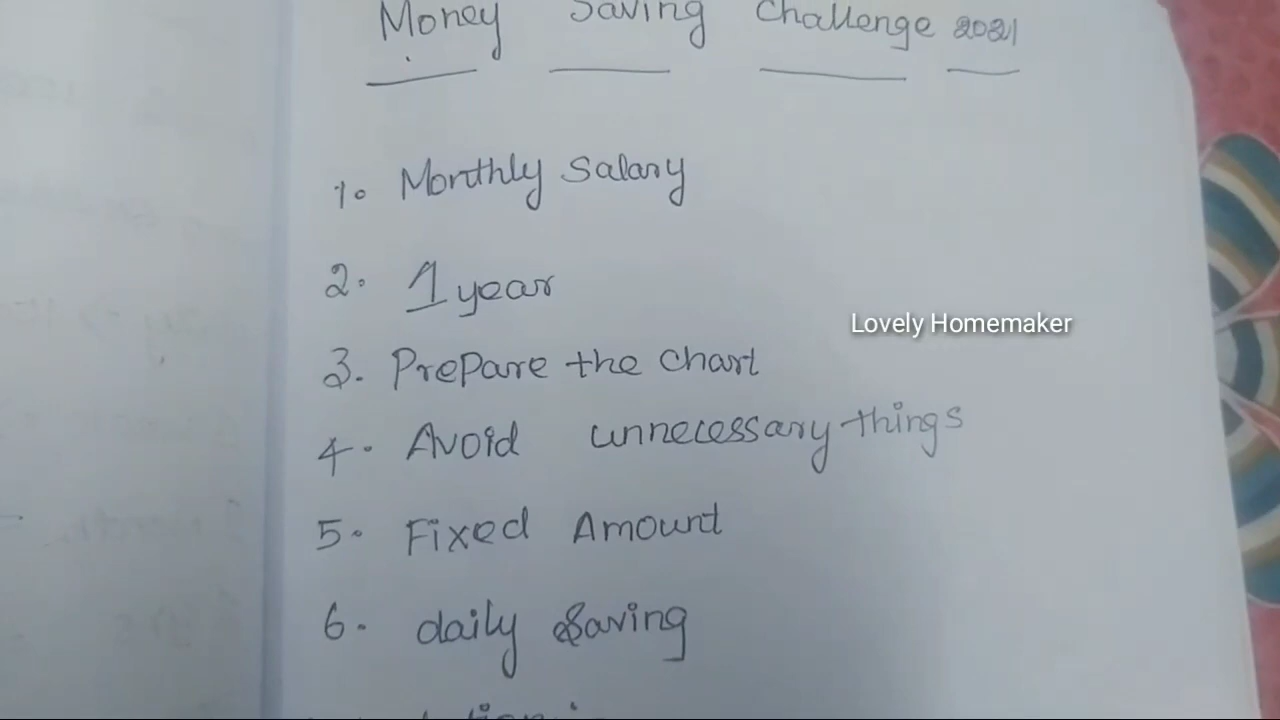 Money Saving Challenge 2021
1. Monthly Salary
2. 1 year
Lovely Homemaker
3. Prepare the chart
4. Avoid unnecessary things
5. Fixed Amount
6. daily Saving